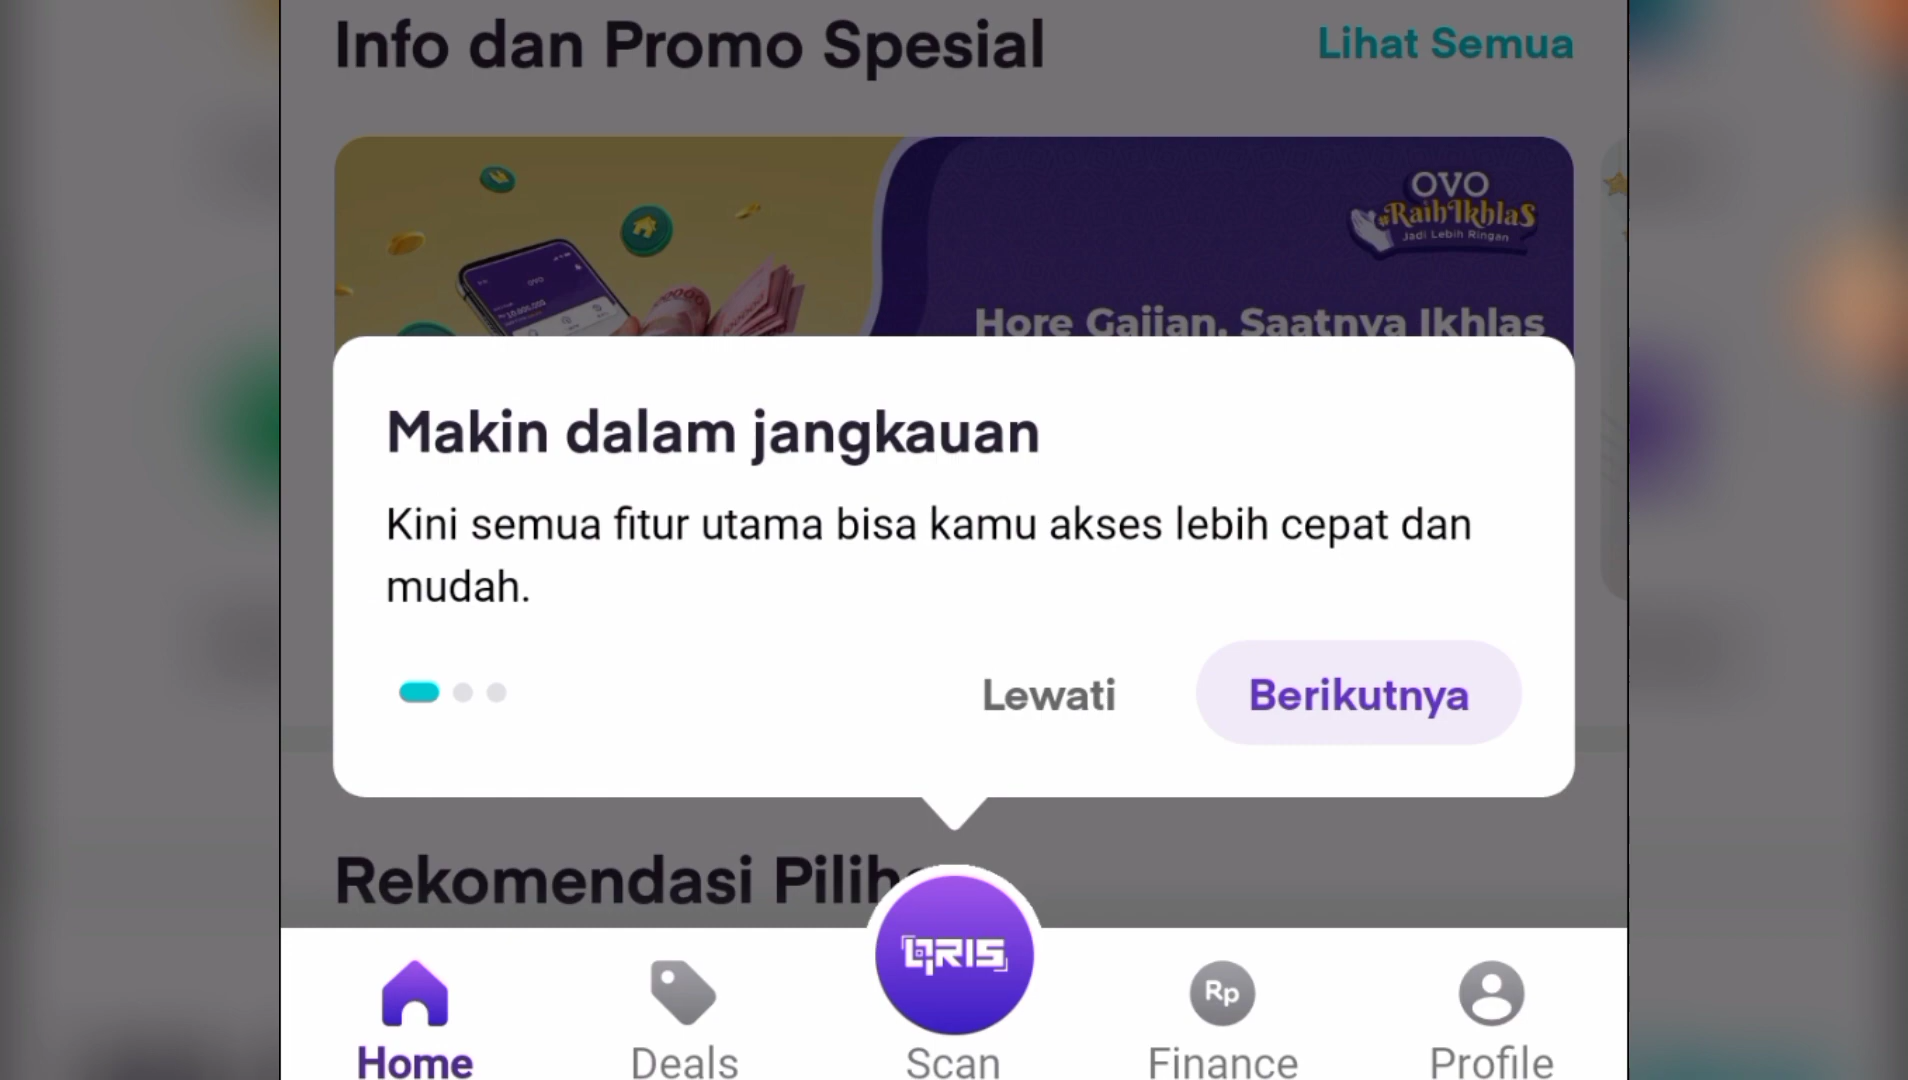 Info dan Promo Spesial
Lihat Semua
OVO
#RaihIkhlas
Jadi Lebih Ringan
Hore Gajian, Saatnya Ikhlas
Makin dalam jangkauan
Kini semua fitur utama bisa kamu akses lebih cepat dan
mudah.
Lewati
Berikutnya
Rekomendasi
QRIS
Rp
Home
Deals
Scan
Finance
Profile